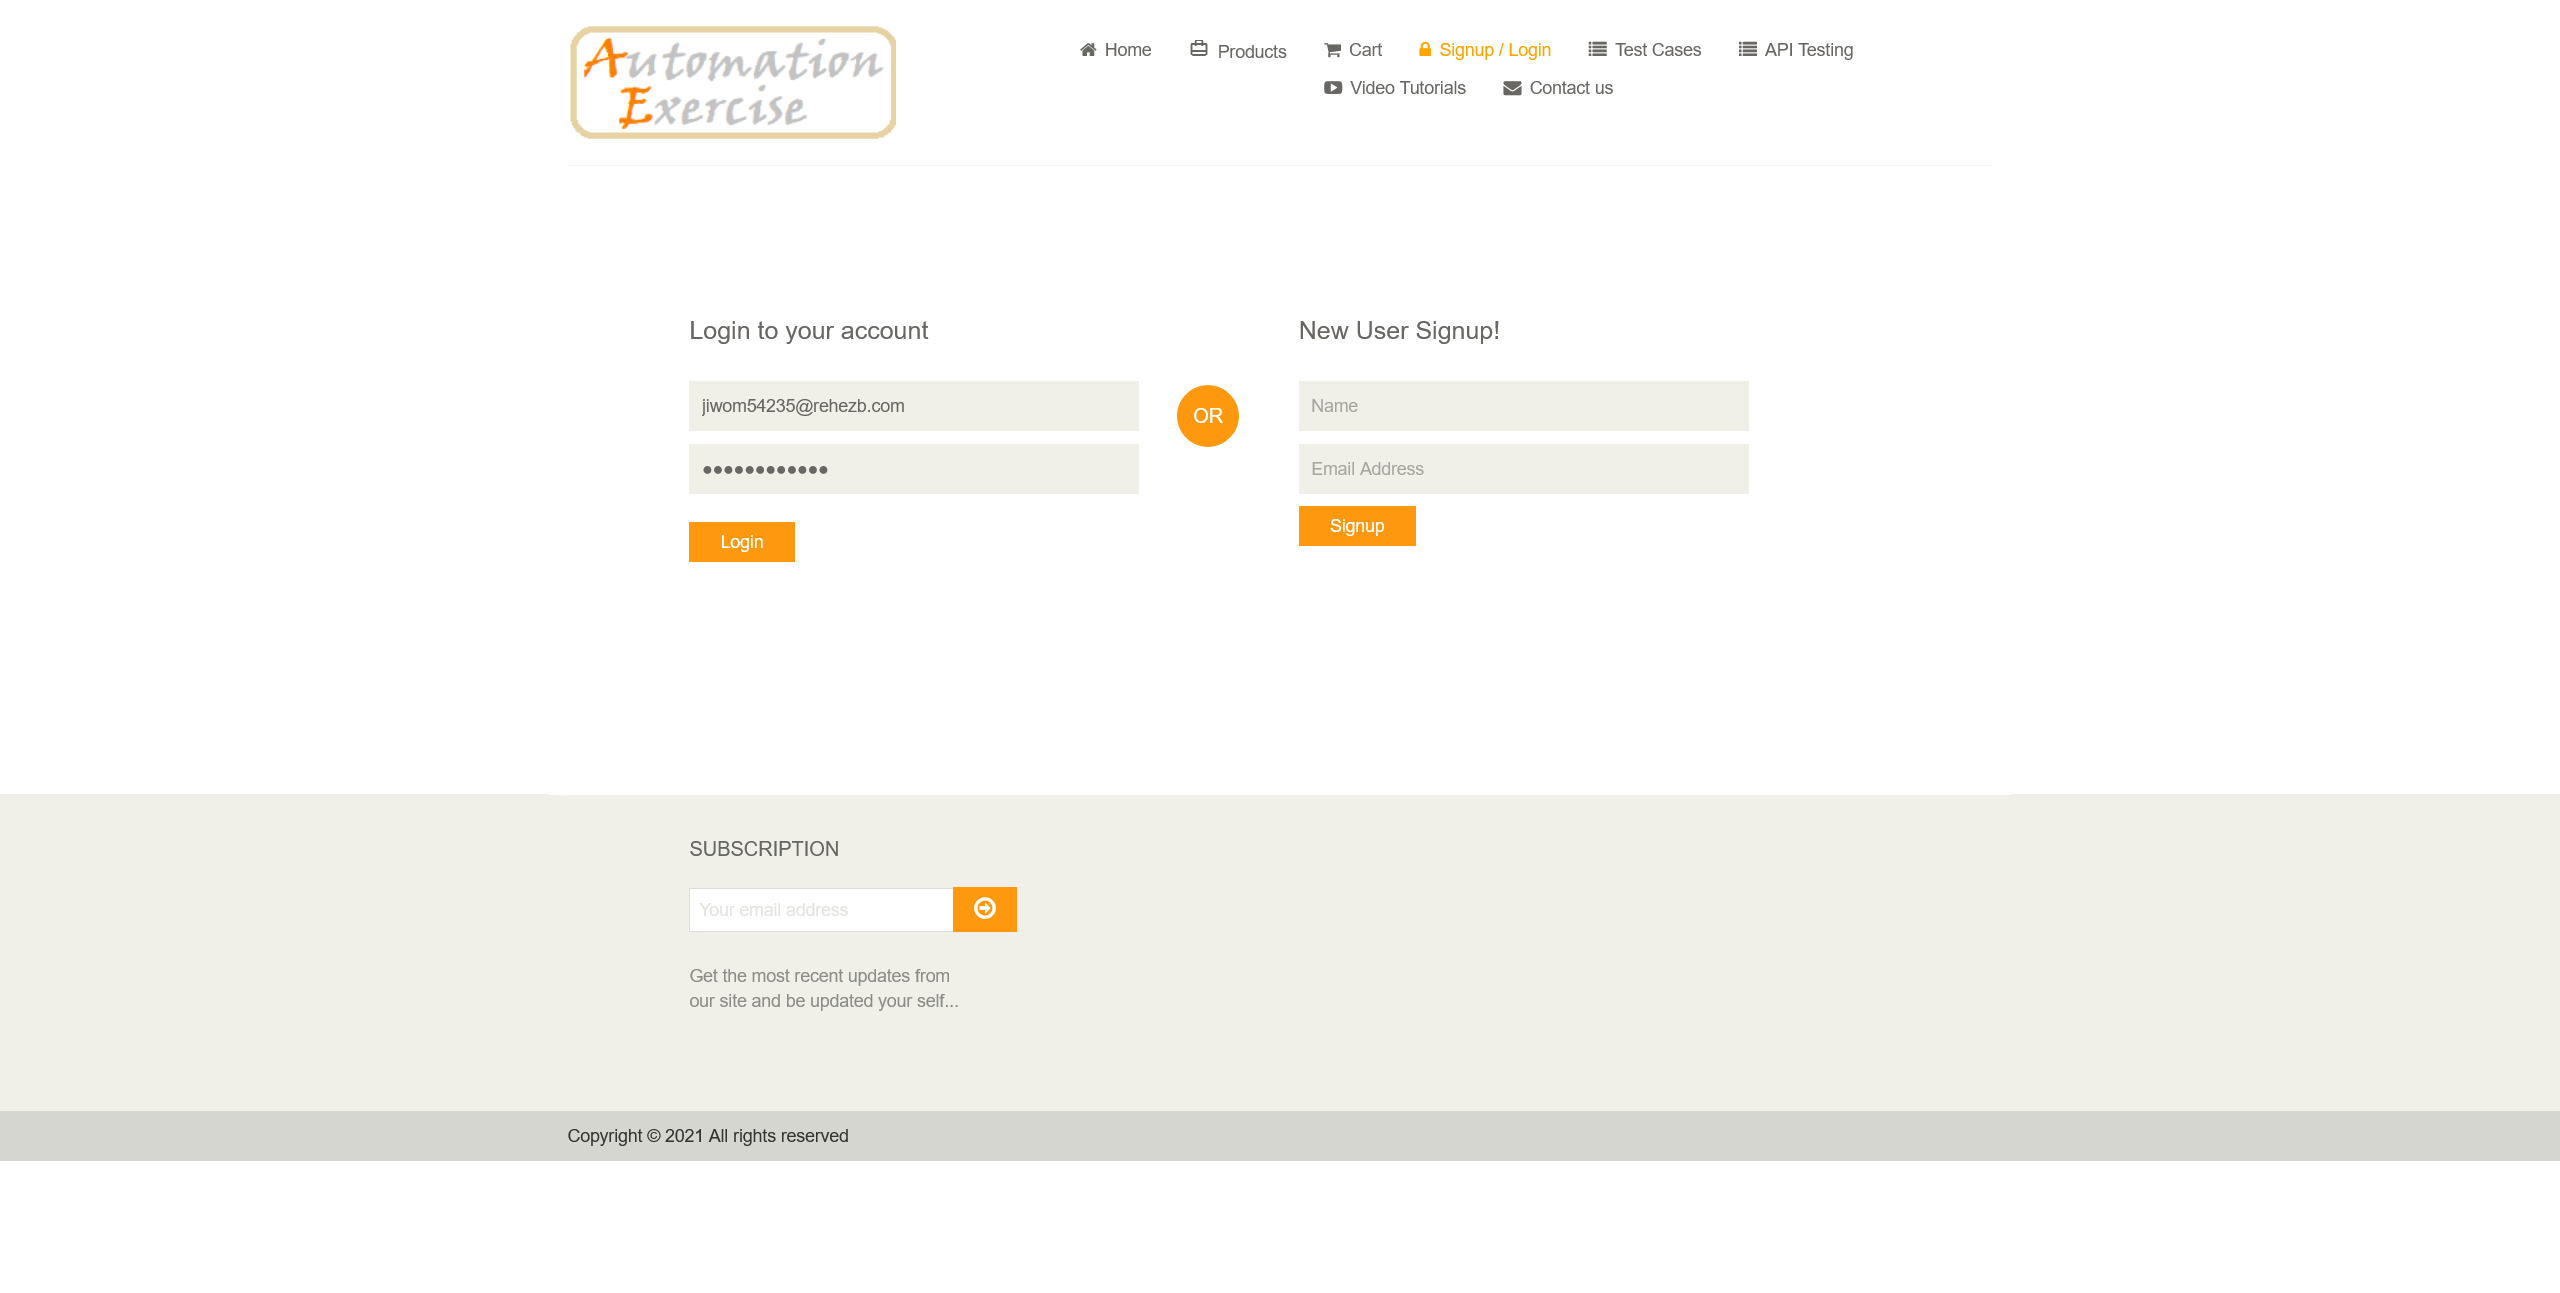 Automation
Exercise
Home Products Cart Signup / Login Test Cases API Testing
Video Tutorials Contact us
Login to your account
jiwom54235@rehezb.com
●●●●●●●●●●●●
Login
OR
New User Signup!
Name
Email Address
Signup
SUBSCRIPTION
Your email address
Get the most recent updates from
our site and be updated your self...
Copyright © 2021 All rights reserved